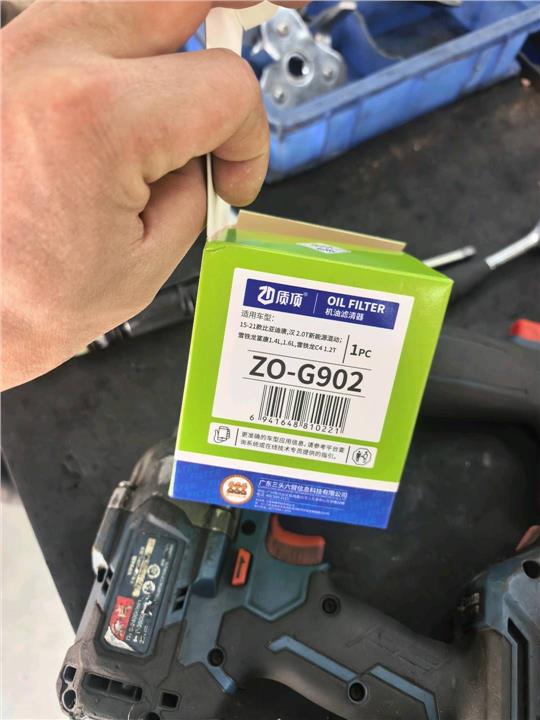 ZD 质项® OIL FILTER
机油滤清器
适用车型：
15-21款比亚迪唐,汉 2.0T新能源混动；
雪铁龙富康1.4L,1.6L,雪铁龙C4 1.2T
1PC
ZO-G902
6 941648 810221
更准确的车型应用信息，请参考平台查
询系统或在线技术专员提供的指引。
广东三头六臂信息科技有限公司